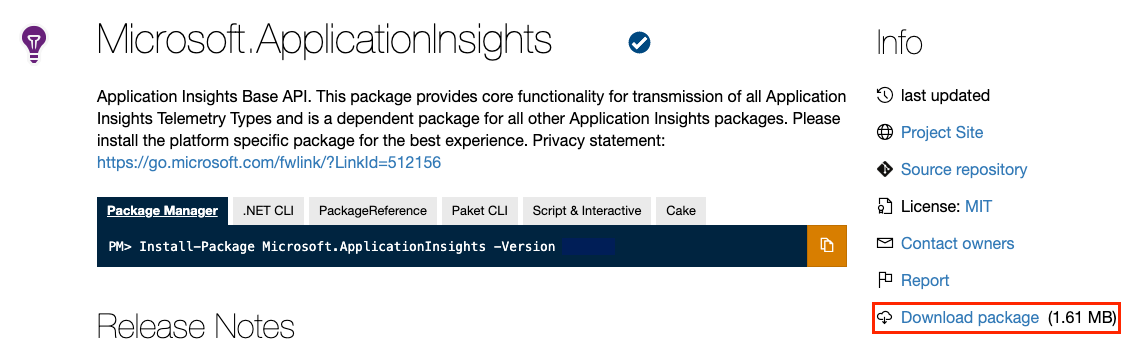 Microsoft.ApplicationInsights
Application Insights Base API. This package provides core functionality for transmission of all Application
Insights Telemetry Types and is a dependent package for all other Application Insights packages. Please
install the platform specific package for the best experience. Privacy statement:
https://go.microsoft.com/fwlink/?LinkId=512156
Package Manager .NET CLI PackageReference Paket CLI Script & Interactive Cake
PM> Install-Package Microsoft.ApplicationInsights -Version
Release Notes
Info
last updated
Project Site
Source repository
License: MIT
Contact owners
Report
Download package (1.61 MB)